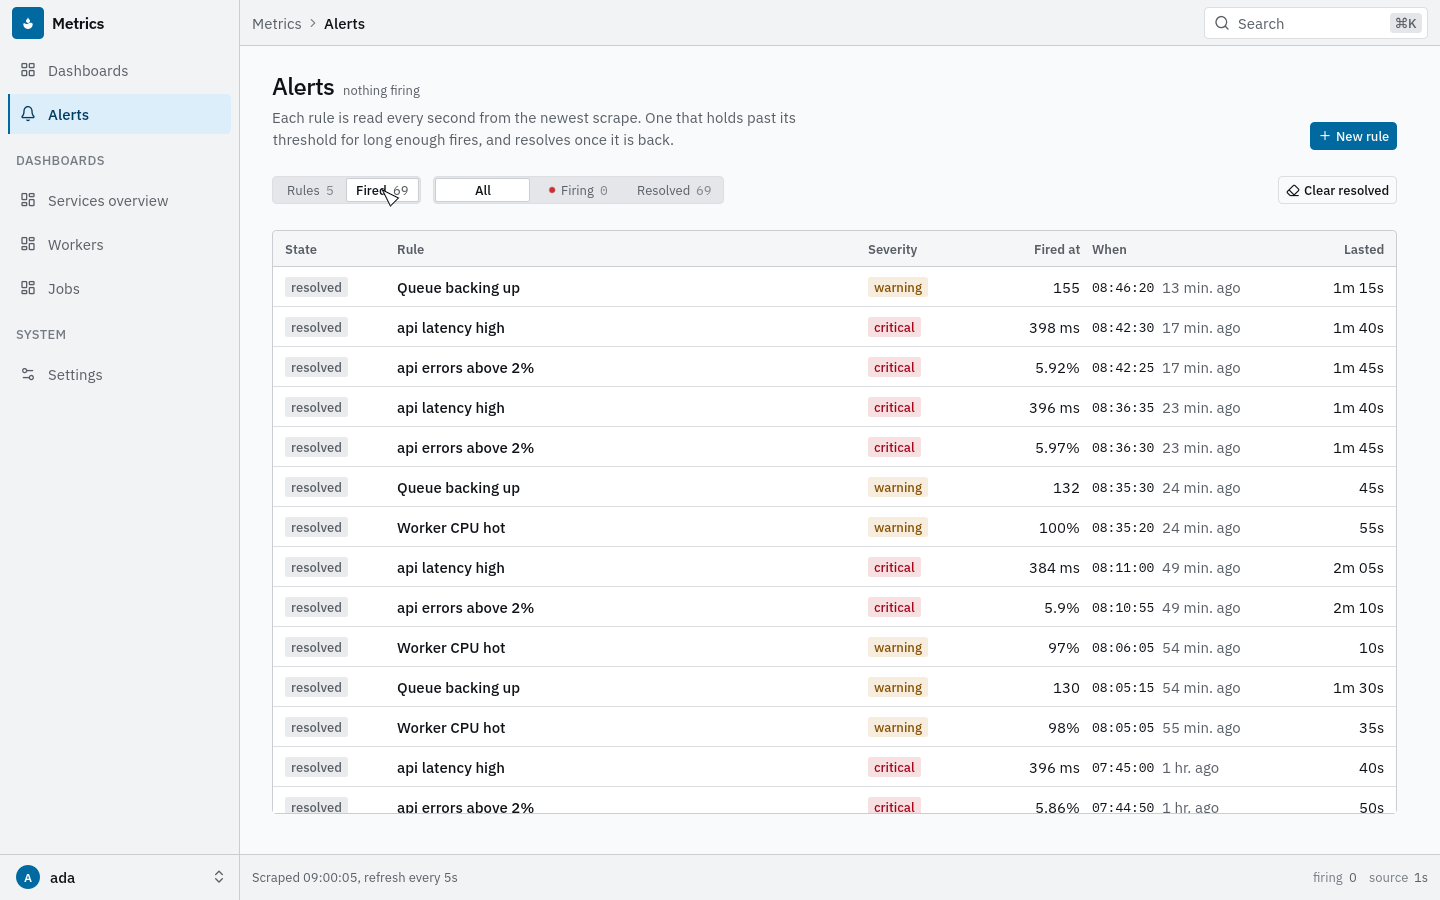 Metrics
Metrics > Alerts
Search
⌘K
Dashboards
Alerts
DASHBOARDS
Services overview
Workers
Jobs
SYSTEM
Settings
Alerts nothing firing
Each rule is read every second from the newest scrape. One that holds past its
threshold for long enough fires, and resolves once it is back.
New rule
Rules 5 Fired 69
All Firing 0 Resolved 69
Clear resolved
State Rule Severity Fired at When Lasted
resolved Queue backing up warning 155 08:46:20 13 min. ago 1m 15s
resolved api latency high critical 398 ms 08:42:30 17 min. ago 1m 40s
resolved api errors above 2% critical 5.92% 08:42:25 17 min. ago 1m 45s
resolved api latency high critical 396 ms 08:36:35 23 min. ago 1m 40s
resolved api errors above 2% critical 5.97% 08:36:30 23 min. ago 1m 45s
resolved Queue backing up warning 132 08:35:30 24 min. ago 45s
resolved Worker CPU hot warning 100% 08:35:20 24 min. ago 55s
resolved api latency high critical 384 ms 08:11:00 49 min. ago 2m 05s
resolved api errors above 2% critical 5.9% 08:10:55 49 min. ago 2m 10s
resolved Worker CPU hot warning 97% 08:06:05 54 min. ago 10s
resolved Queue backing up warning 130 08:05:15 54 min. ago 1m 30s
resolved Worker CPU hot warning 98% 08:05:05 55 min. ago 35s
resolved api latency high critical 396 ms 07:45:00 1 hr. ago 40s
resolved api errors above 2% critical 5.86% 07:44:50 1 hr. ago 50s
A ada
Scraped 09:00:05, refresh every 5s
firing 0 source 1s